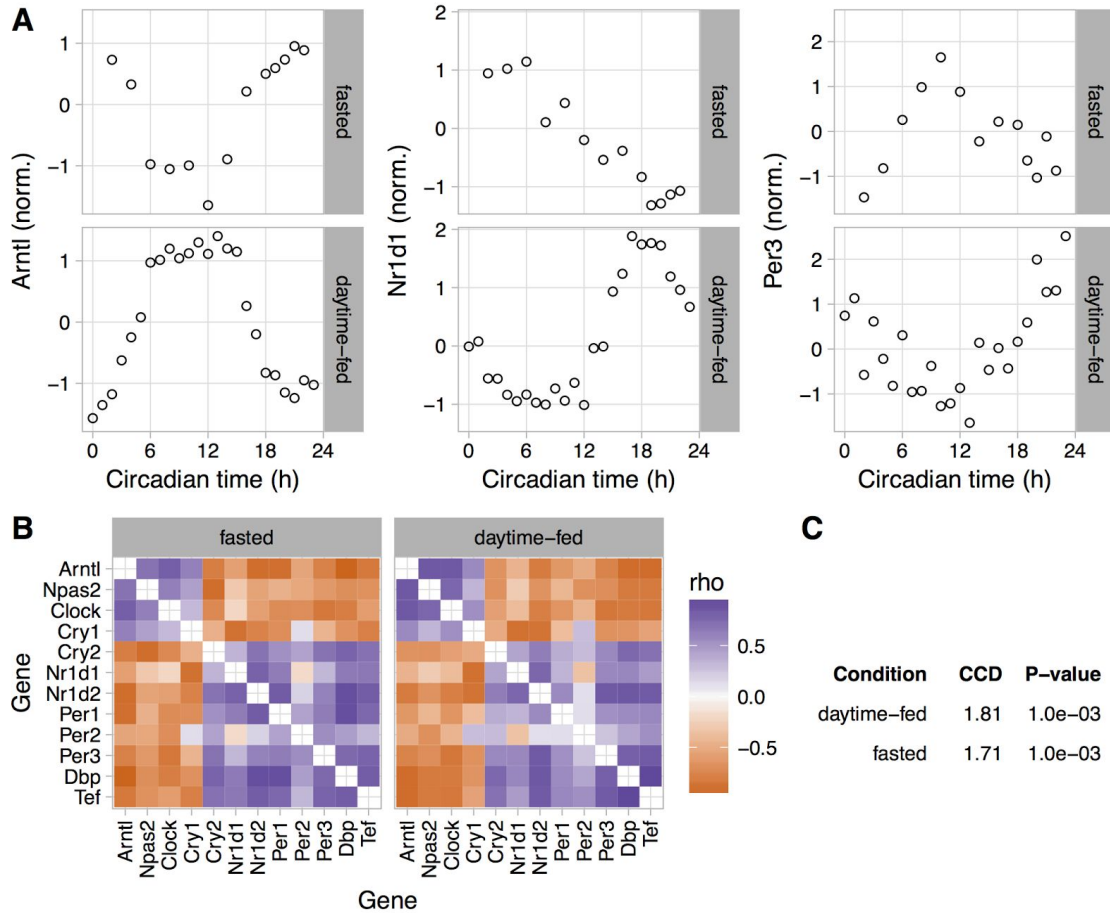 A
Arntl (norm.)
1
0
−1
fasted
1
0
−1
daytime−fed
0 6 12 18 24
Circadian time (h)
Nr1d1 (norm.)
2
1
0
−1
fasted
2
1
0
−1
daytime−fed
0 6 12 18 24
Circadian time (h)
Per3 (norm.)
2
1
0
−1
fasted
2
1
0
−1
daytime−fed
0 6 12 18 24
Circadian time (h)
B
fasted
daytime−fed
Gene
Arntl
Npas2
Clock
Cry1
Cry2
Nr1d1
Nr1d2
Per1
Per2
Per3
Dbp
Tef
Arntl Npas2 Clock Cry1 Cry2 Nr1d1 Nr1d2 Per1 Per2 Per3 Dbp Tef
Arntl Npas2 Clock Cry1 Cry2 Nr1d1 Nr1d2 Per1 Per2 Per3 Dbp Tef
Gene
rho
0.5
0.0
−0.5
C
Condition CCD P−value
daytime−fed 1.81 1.0e−03
fasted 1.71 1.0e−03